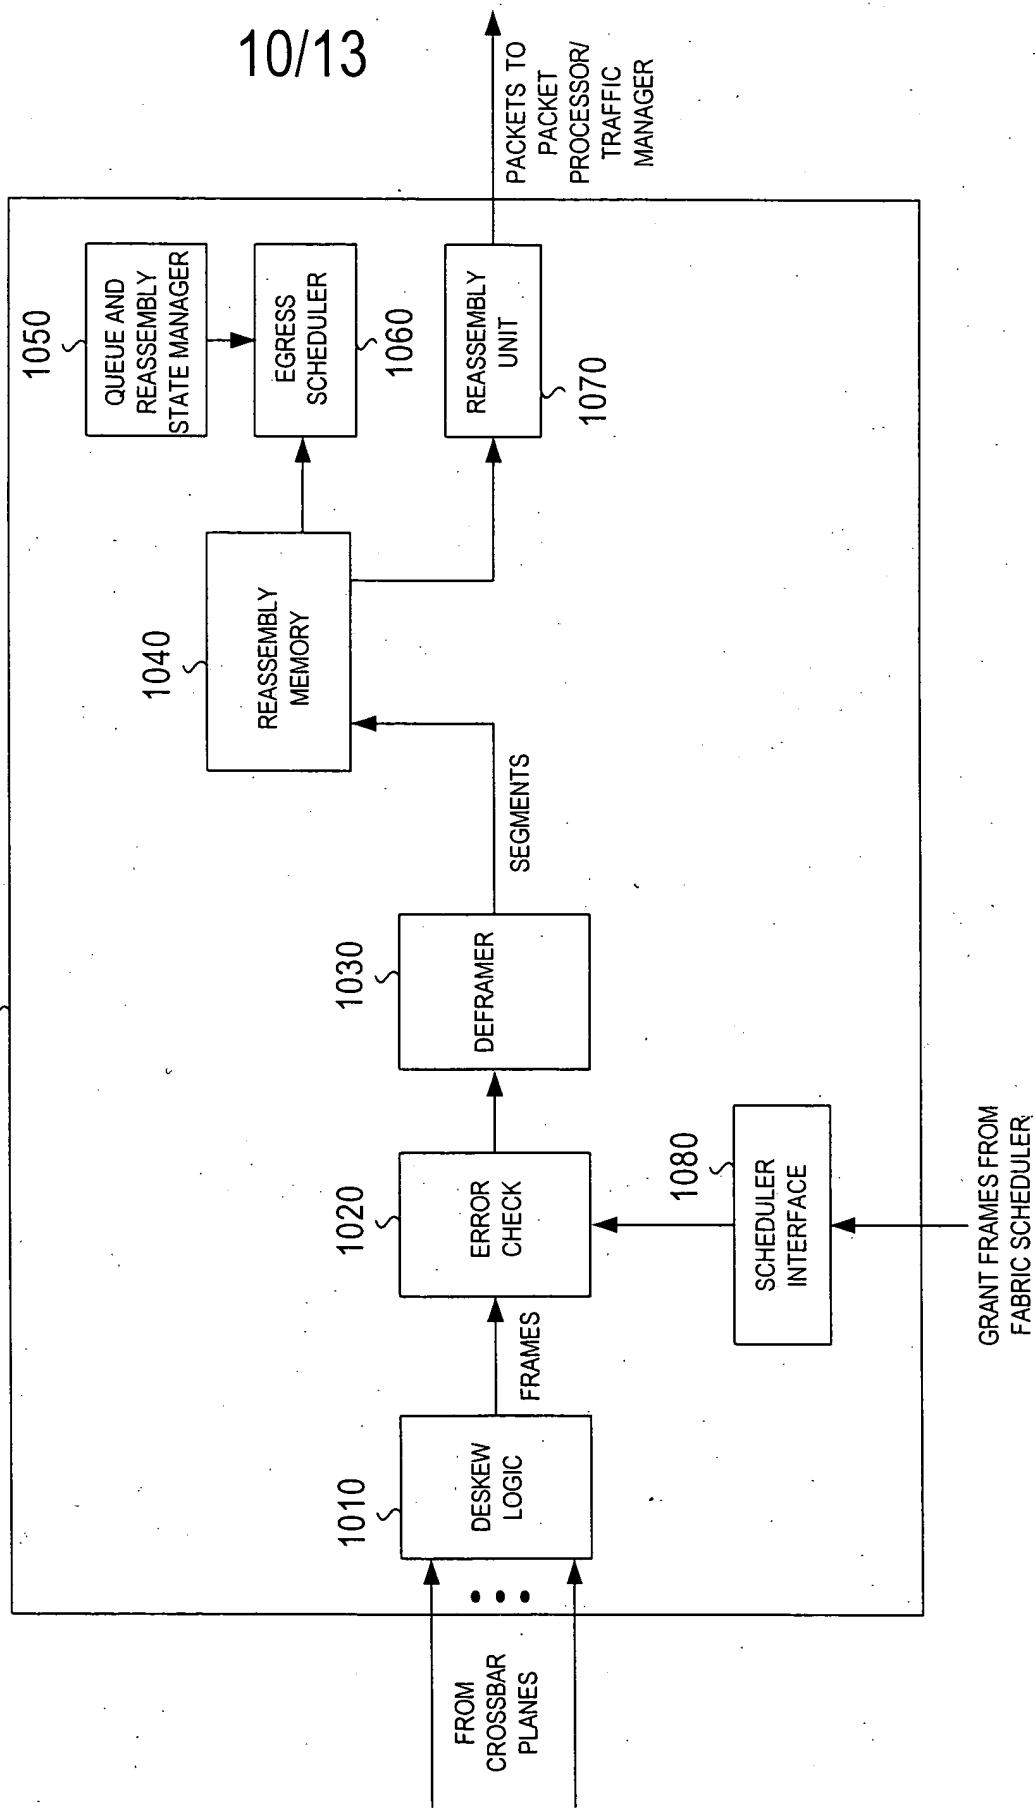 10/13
FROM
CROSSBAR
PLANES
1010
DESKEW
LOGIC
FRAMES
1020
ERROR
CHECK
1080
SCHEDULER
INTERFACE
GRANT FRAMES FROM
FABRIC SCHEDULER
1030
DEFRAMER
SEGMENTS
1040
REASSEMBLY
MEMORY
1050
QUEUE AND
REASSEMBLY
STATE MANAGER
EGRESS
SCHEDULER
1060
REASSEMBLY
UNIT
1070
PACKETS TO
PACKET
PROCESSOR/
TRAFFIC
MANAGER